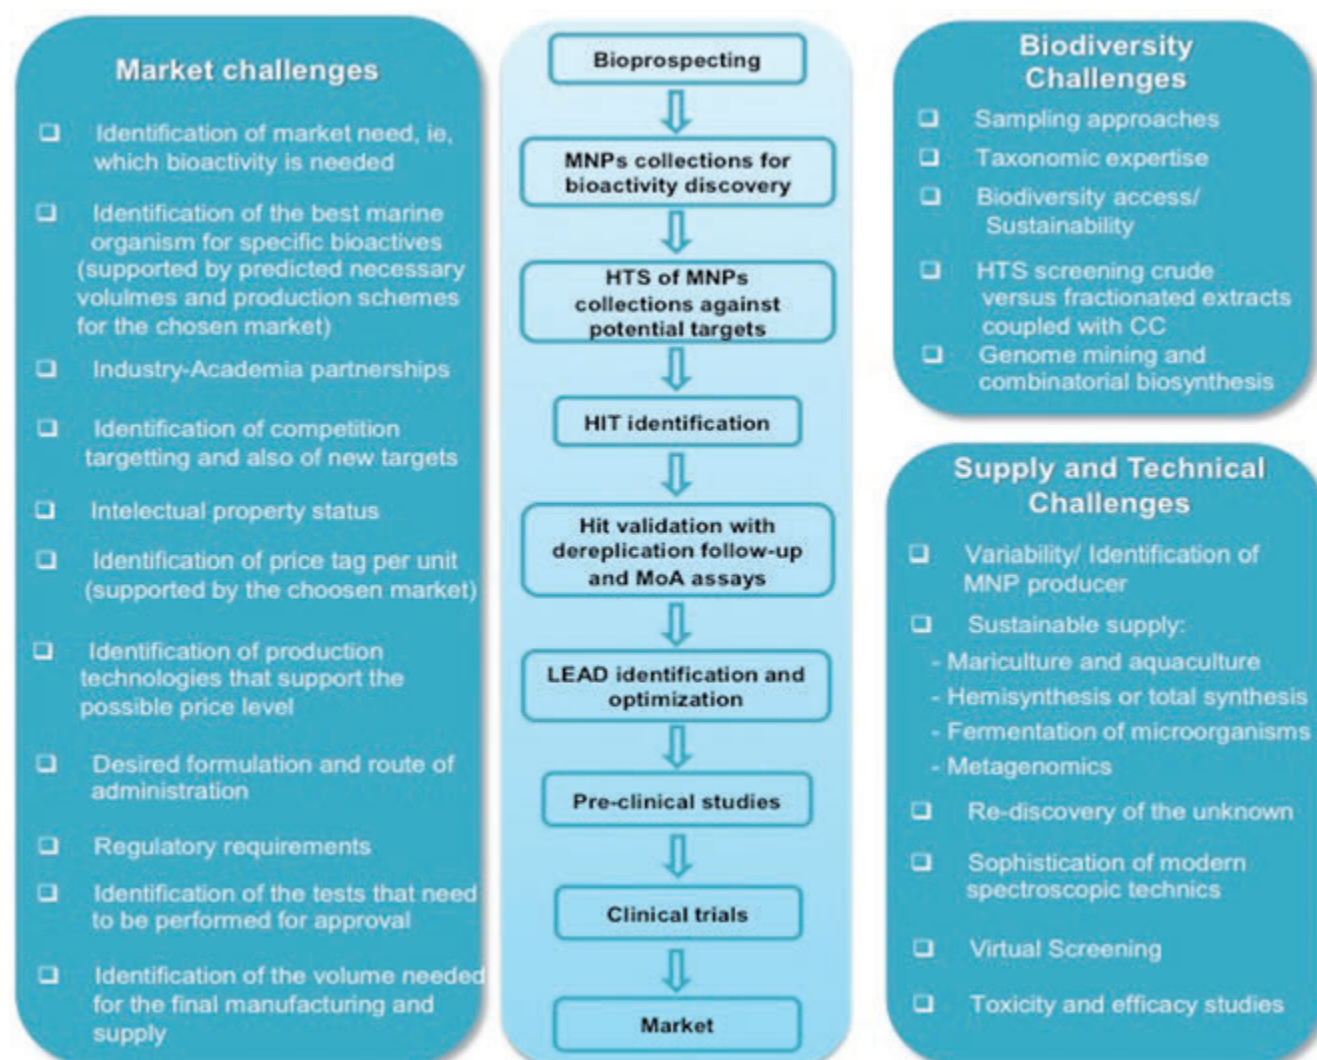 Market challenges
❑ Identification of market need, ie,
which bioactivity is needed
❑ Identification of the best marine
organism for specific bioactives
(supported by predicted necessary
volulmes and production schemes
for the chosen market)
❑ Industry-Academia partnerships
❑ Identification of competition
targetting and also of new targets
❑ Intelectual property status
❑ Identification of price tag per unit
(supported by the choosen market)
❑ Identification of production
technologies that support the
possible price level
❑ Desired formulation and route of
administration
❑ Regulatory requirements
❑ Identification of the tests that need
to be performed for approval
❑ Identification of the volume needed
for the final manufacturing and
supply
Bioprospecting
MNPs collections for
bioactivity discovery
HTS of MNPs
collections against
potential targets
HIT identification
Hit validation with
dereplication follow-up
and MoA assays
LEAD identification and
optimization
Pre-clinical studies
Clinical trials
Market
Biodiversity
Challenges
❑ Sampling approaches
❑ Taxonomic expertise
❑ Biodiversity access/
Sustainability
❑ HTS screening crude
versus fractionated extracts
coupled with CC
❑ Genome mining and
combinatorial biosynthesis
Supply and Technical
Challenges
❑ Variability/ Identification of
MNP producer
❑ Sustainable supply:
- Mariculture and aquaculture
- Hemisynthesis or total synthesis
- Fermentation of microorganisms
- Metagenomics
❑ Re-discovery of the unknown
❑ Sophistication of modern
spectroscopic technics
❑ Virtual Screening
❑ Toxicity and efficacy studies